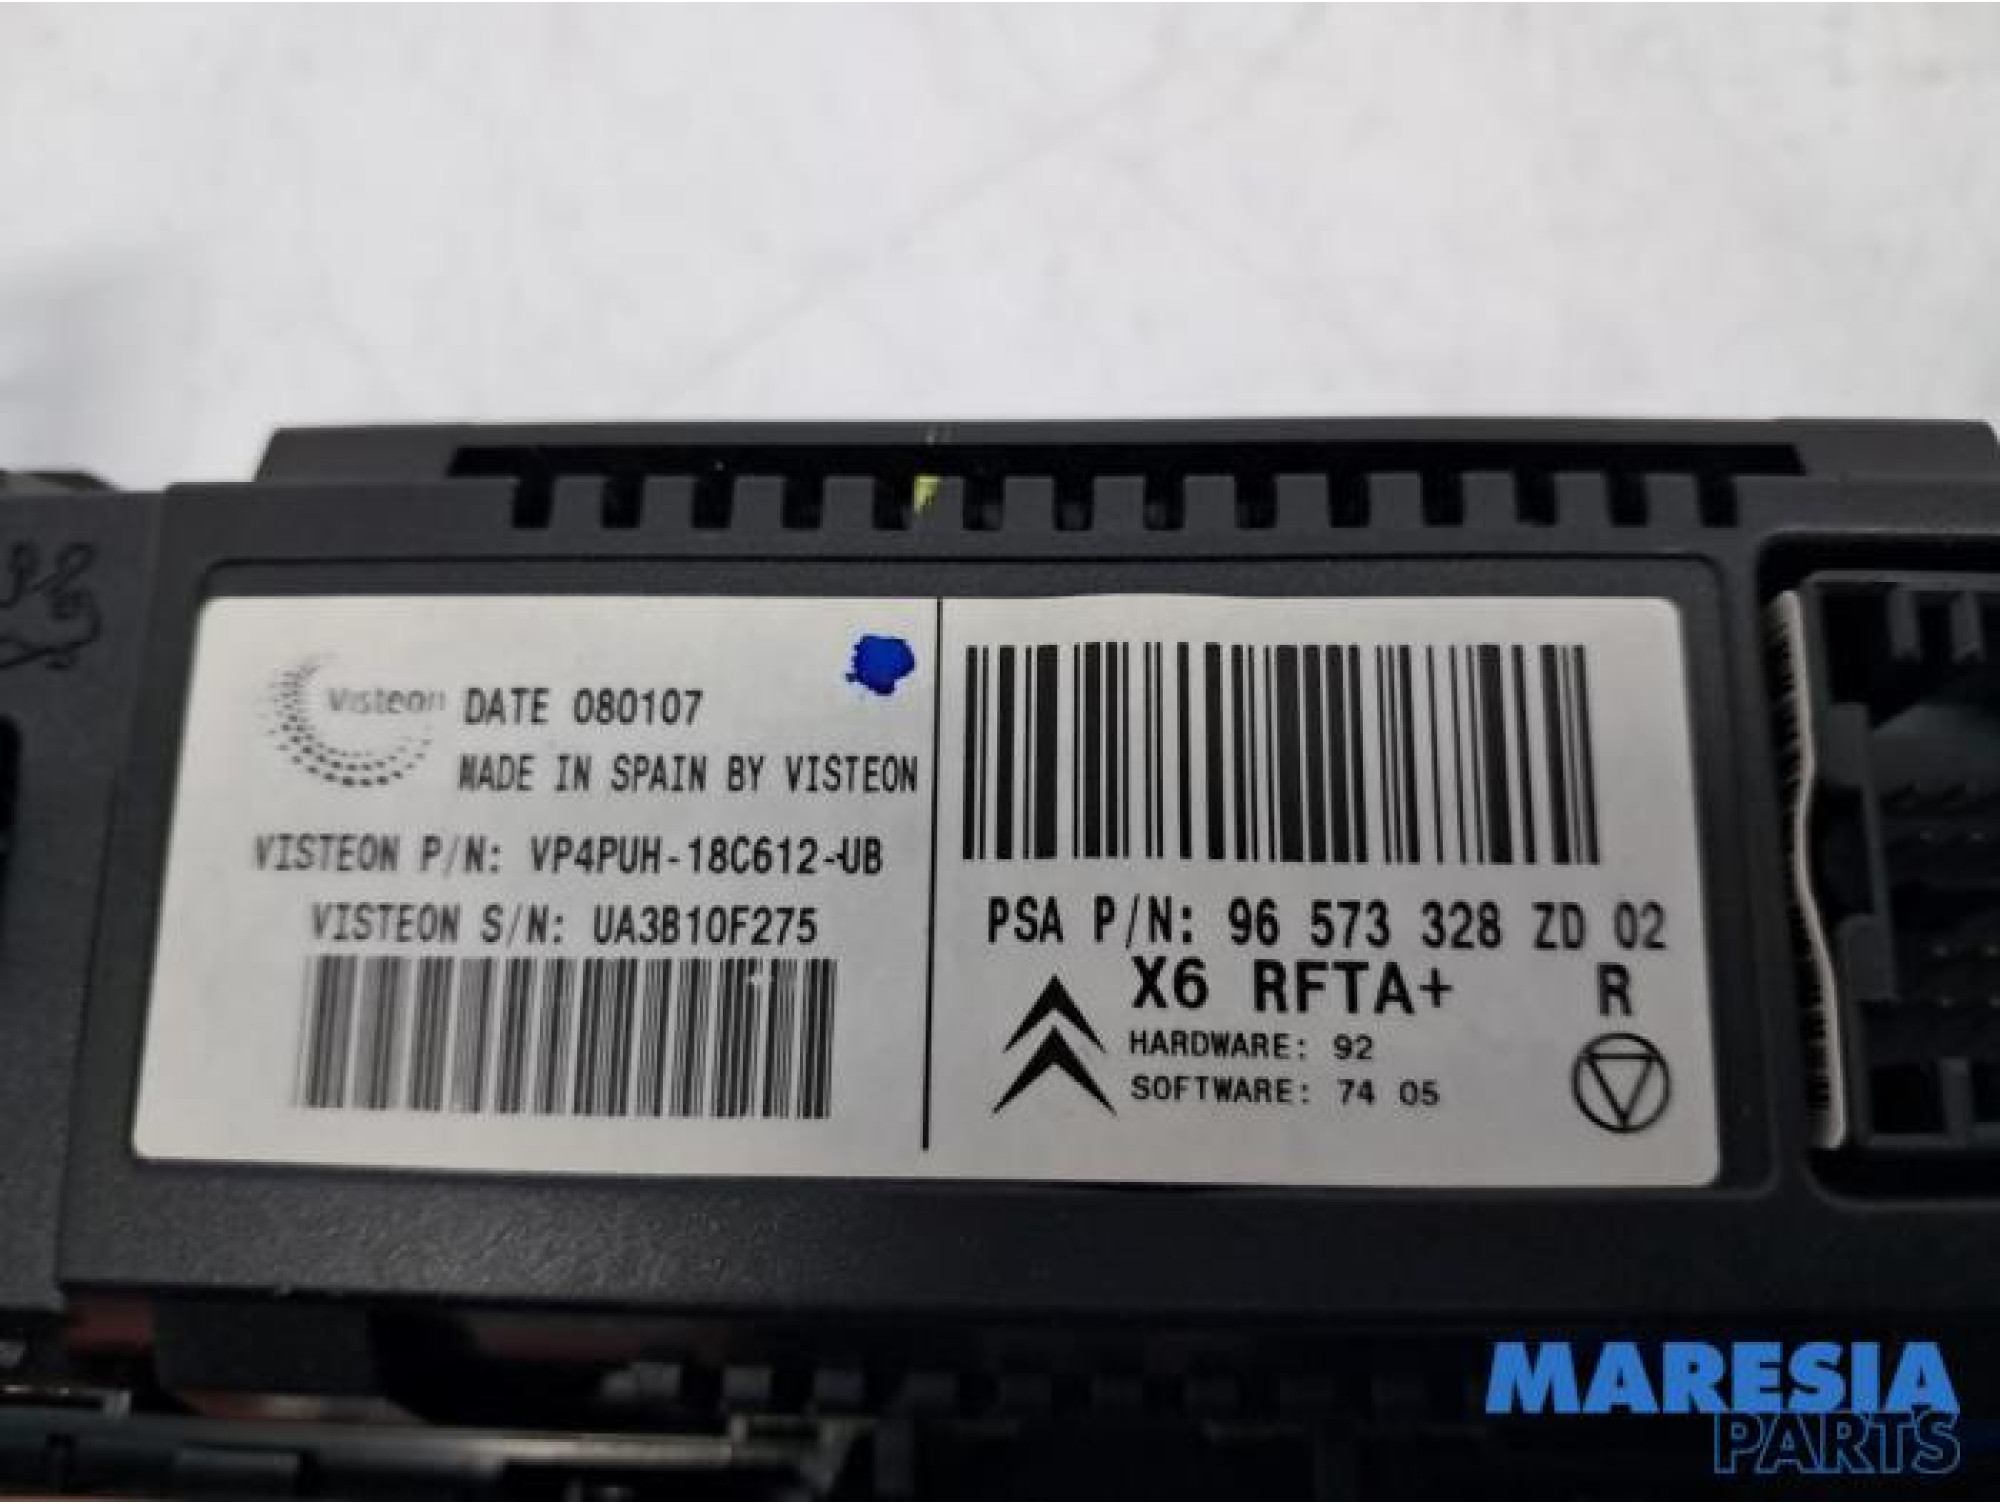 Visteon DATE 080107
MADE IN SPAIN BY VISTEON
VISTEON P/N: VP4PUH-18C612-UB
VISTEON S/N: UA3B10F275
PSA P/N: 96 573 328 ZD 02
X6 RFTA+ R
HARDWARE: 92
SOFTWARE: 74 05
MARESIA
PARTS